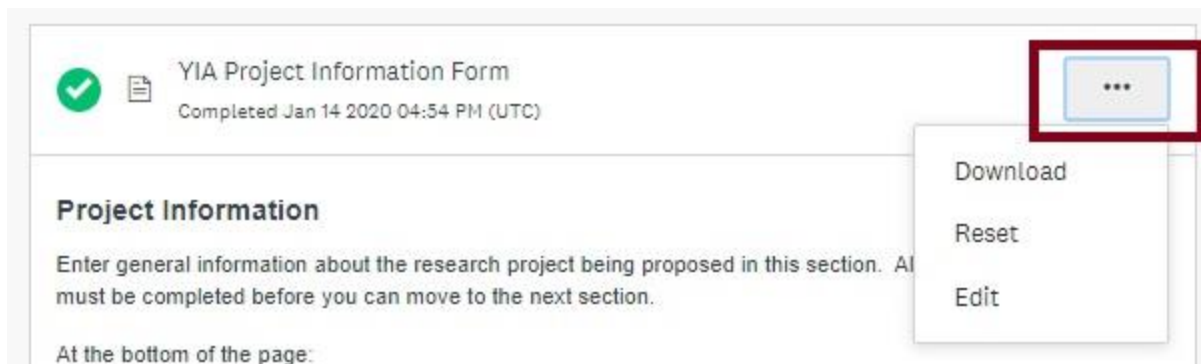 YIA Project Information Form
...
Completed Jan 14 2020 04:54 PM (UTC)
Download
Project Information
Reset
Enter general information about the research project being proposed in this section. Al
must be completed before you can move to the next section.
Edit
At the bottom of the page: